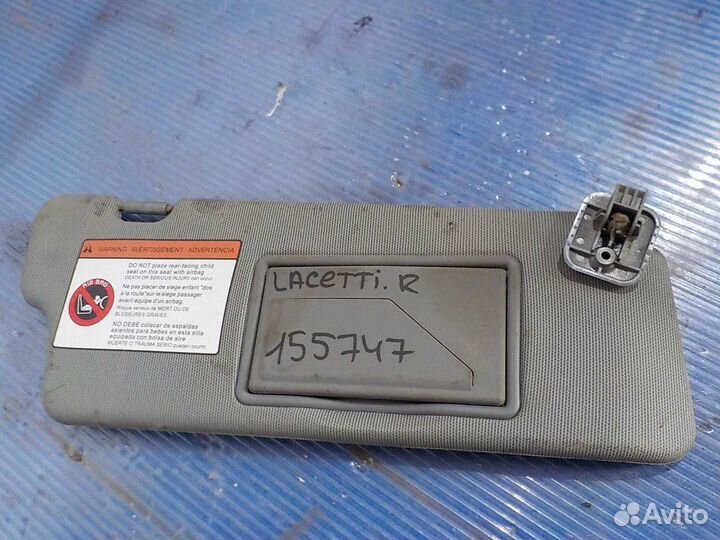 WARNING AVERTISSEMENT ADVERTENCIA
DO NOT place rear-facing child
seat on this seat with airbag
DEATH OR SERIOUS INJURY can occur
Ne pas placer de siege enfant "dos
a la route" sur le siege passager
avant equipe d'un airbag.
Risque serieux de MORT OU DE
BLESSURES GRAVES.
NO DEBE colocar de espaldas
asientos para bebes en esta silla
equipada con bolsa de aire
MUERTE O TRAUMA SERIO pueden ocurrir.
AIR BAG
LACETTI. R
155747
Avito